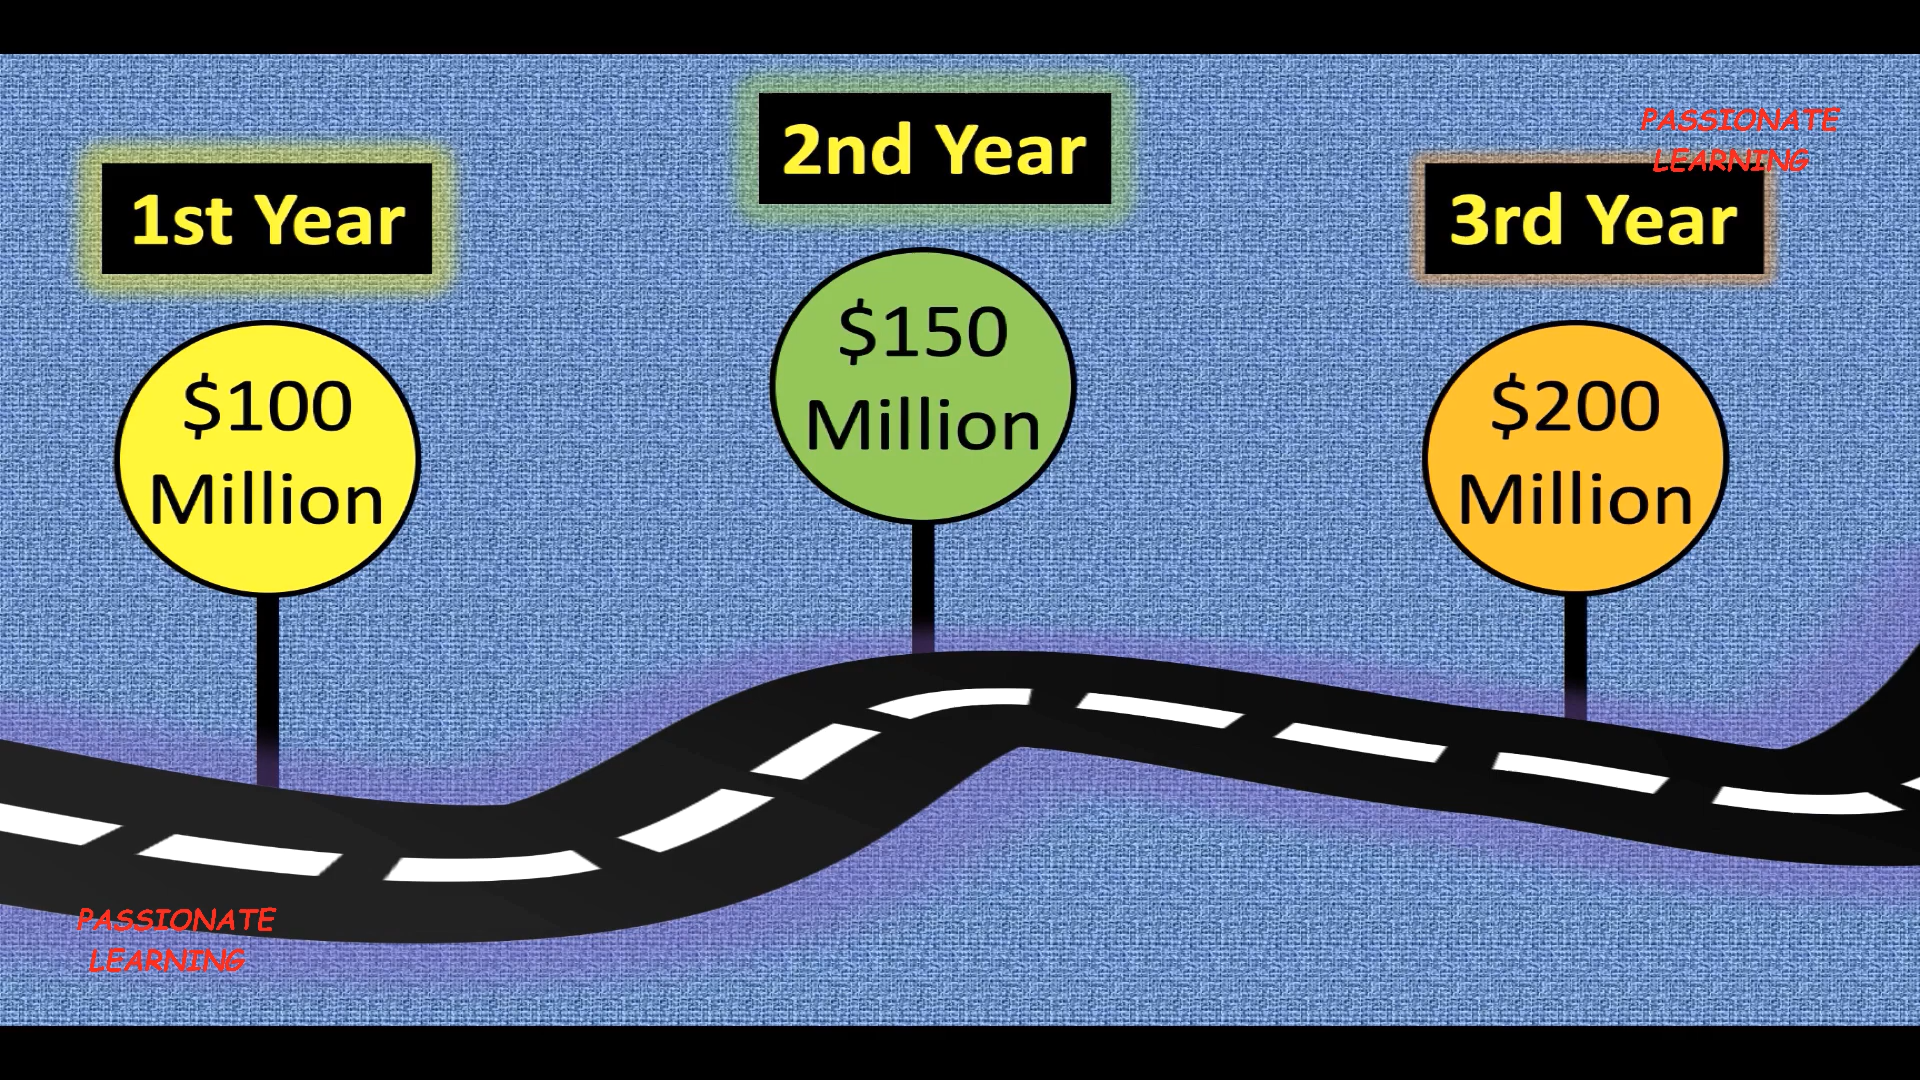 1st Year
$100
Million
2nd Year
$150
Million
PASSIONATE
LEARNING
3rd Year
$200
Million
PASSIONATE
LEARNING